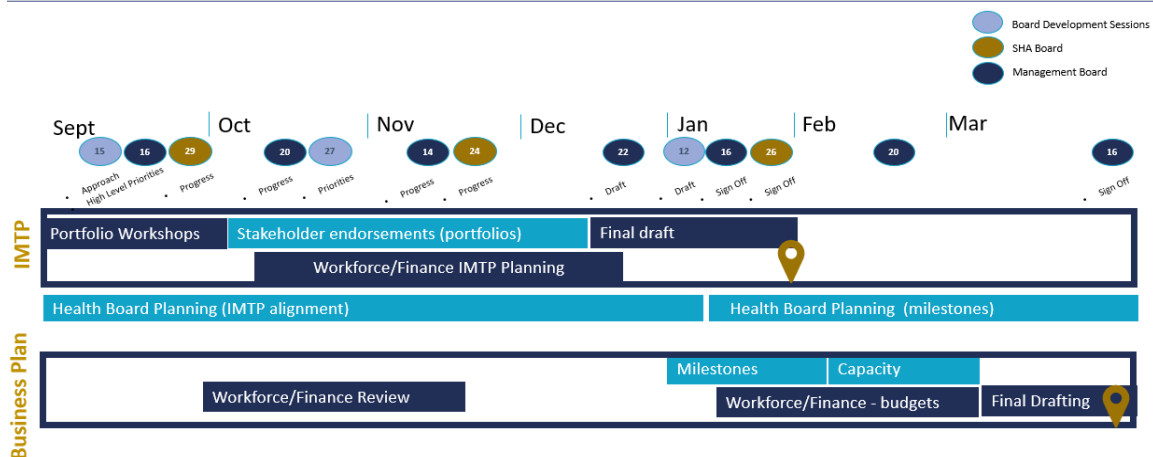 Board Development Sessions
SHA Board
Management Board
Sept
Oct
Nov
Dec
Jan
Feb
Mar
15
16
29
20
27
14
24
22
12
16
26
20
16
• Approach
• High Level Priorities
• Progress
• Progress
• Priorities
• Progress
• Progress
• Draft
• Draft
• Sign Off
• Sign Off
• Sign Off
IMTP
Portfolio Workshops
Stakeholder endorsements (portfolios)
Final draft
Workforce/Finance IMTP Planning
Health Board Planning (IMTP alignment)
Health Board Planning (milestones)
Business Plan
Milestones
Capacity
Workforce/Finance Review
Workforce/Finance - budgets
Final Drafting